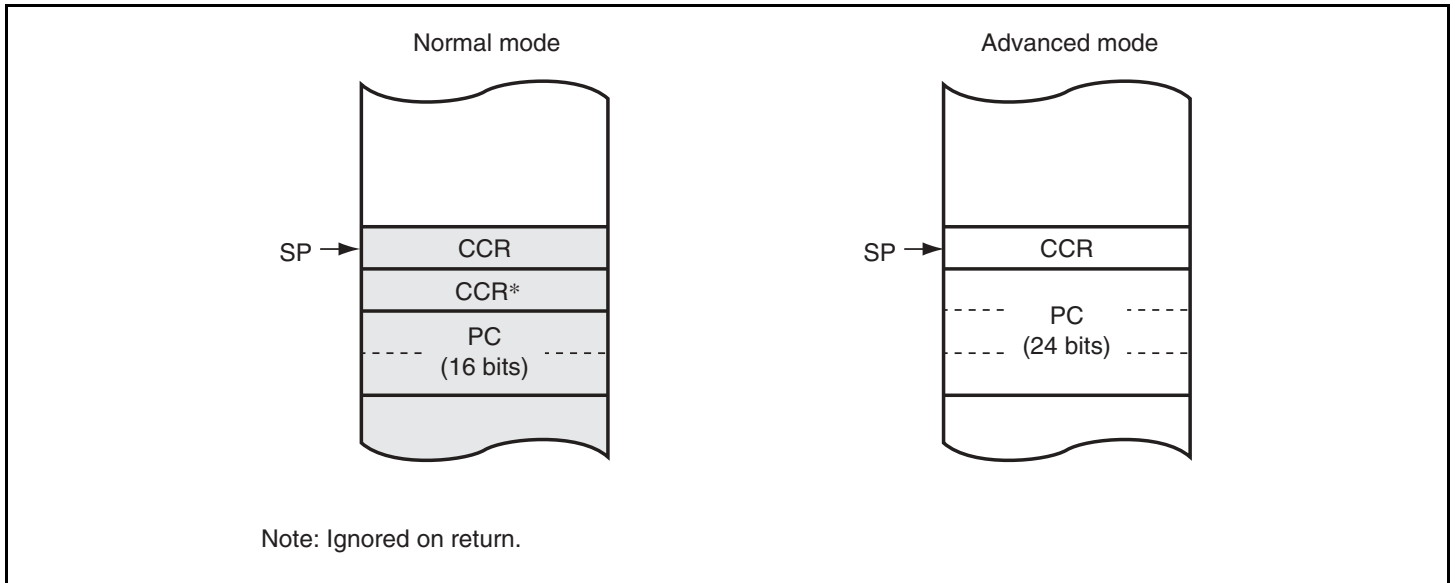 Normal mode
Advanced mode
SP
CCR
CCR*
PC
(16 bits)
SP
CCR
PC
(24 bits)
Note: Ignored on return.